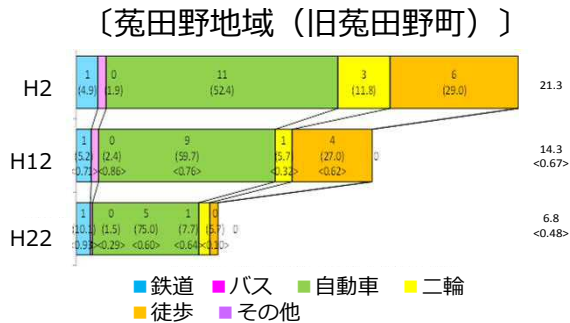 〔菟田野地域（旧菟田野町）〕
H2
1 0 11 3 6
(4.9) (1.9) (52.4) (11.8) (29.0)
21.3
H12
1 0 9 1 4
(5.2) (2.4) (59.7) (5.7) (27.0) 0
<0.71> <0.86> <0.76> <0.32> <0.62>
14.3
<0.67>
H22
1 0 5 1 0
(10.1) (1.5) (75.0) (7.7) (5.7) 0
<0.93> <0.29> <0.60> <0.64> <0.10>
6.8
<0.48>
鉄道 バス 自動車 二輪
徒歩 その他